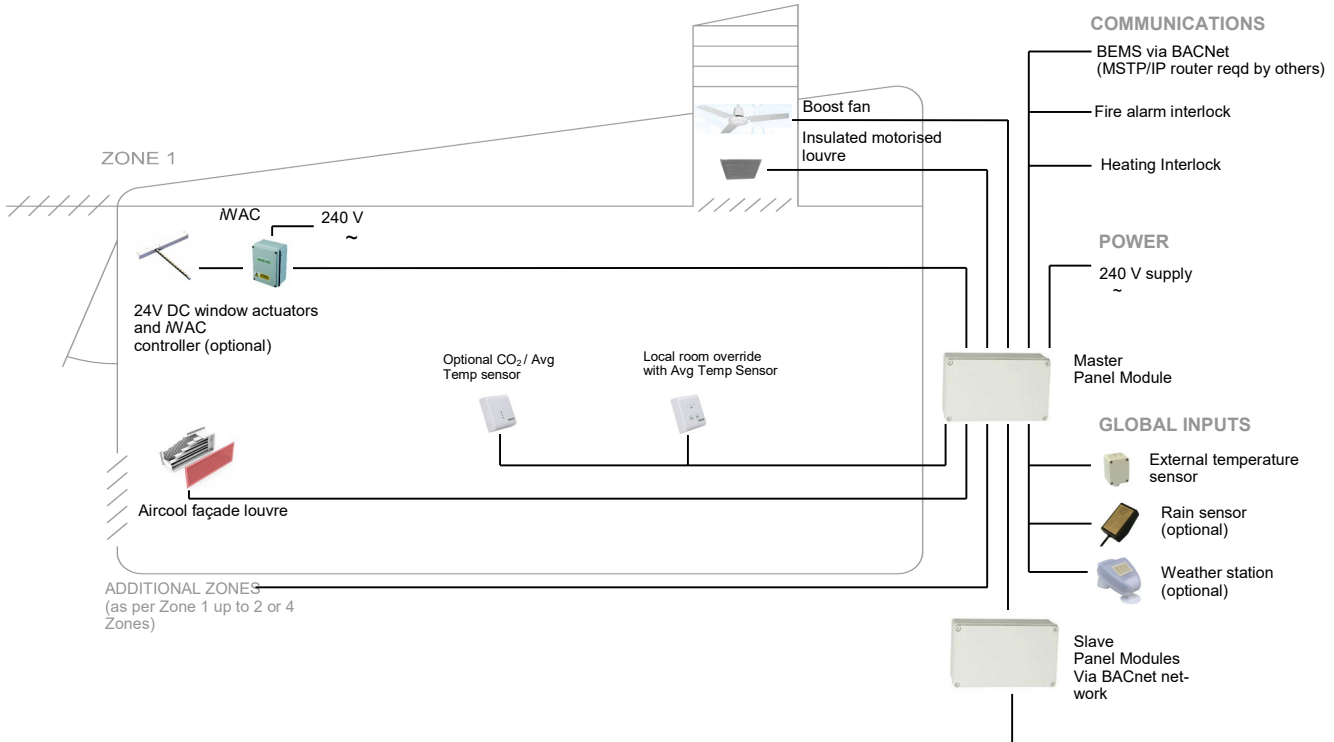 COMMUNICATIONS
BEMS via BACNet
(MSTP/IP router reqd by others)
Boost fan
Fire alarm interlock
Insulated motorised
louvre
ZONE 1
Heating Interlock
iWAC
240 V
~
POWER
240 V supply
~
24V DC window actuators
and iWAC
controller (optional)
Optional CO₂ / Avg
Temp sensor
Local room override
with Avg Temp Sensor
Master
Panel Module
GLOBAL INPUTS
External temperature
sensor
Aircool façade louvre
Rain sensor
(optional)
Weather station
(optional)
ADDITIONAL ZONES
(as per Zone 1 up to 2 or 4
Zones)
Slave
Panel Modules
Via BACnet net-
work